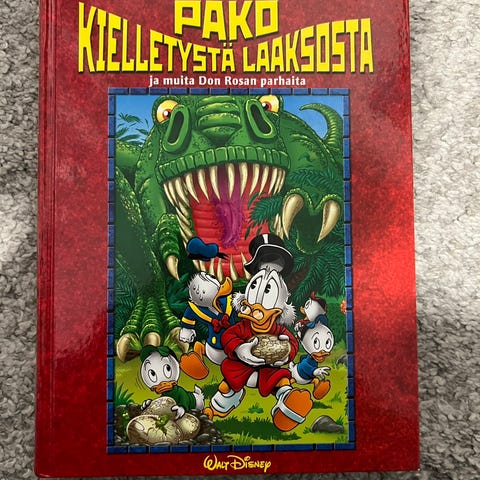 PAKO
KIELLETYSTÄ LAAKSOSTA
ja muita Don Rosan parhaita
WALT DISNEY